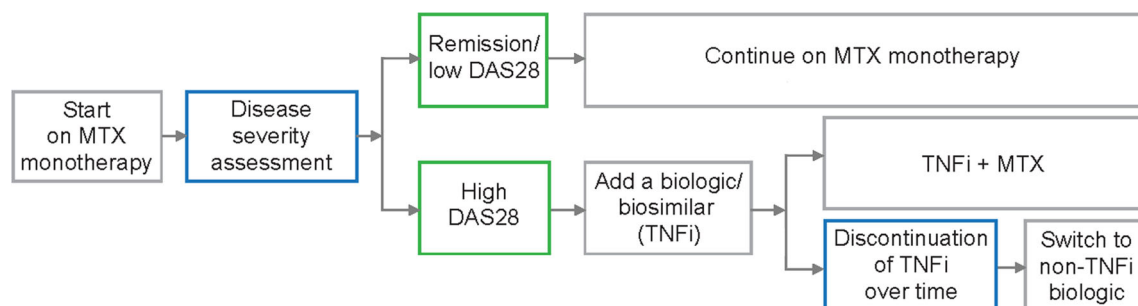 Start
on MTX
monotherapy
Disease
severity
assessment
Remission/
low DAS28
Continue on MTX monotherapy
High
DAS28
Add a biologic/
biosimilar
(TNFi)
TNFi + MTX
Discontinuation
of TNFi
over time
Switch to
non-TNFi
biologic